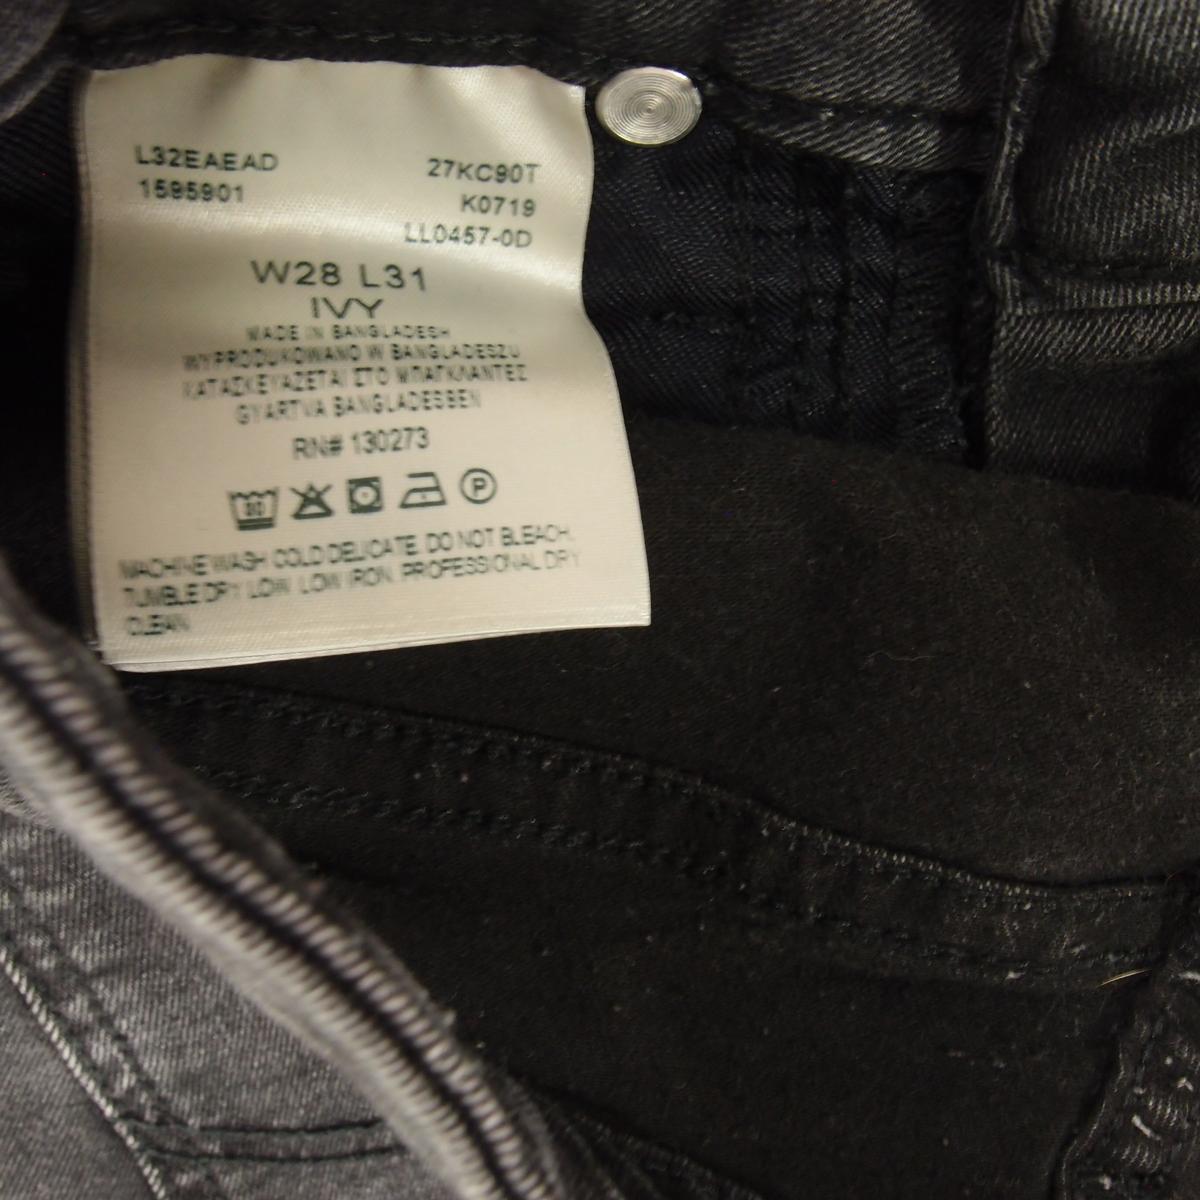 L32EAEAD 27KC90T
1595901 K0719
LL0457-0D
W28 L31
IVY
MADE IN BANGLADESH
WYPRODUKOWANO W BANGLADESZU
ΚΑΤΑΣΚΕΥΑΖΕΤΑΙ ΣΤΟ ΜΠΑΓΚΛΑΝΤΕΣ
GYÁRTVA BANGLADESBEN
RN# 130273
30 P
MACHINE WASH COLD DELICATE. DO NOT BLEACH.
TUMBLE DRY LOW. LOW IRON. PROFESSIONAL DRY
CLEAN